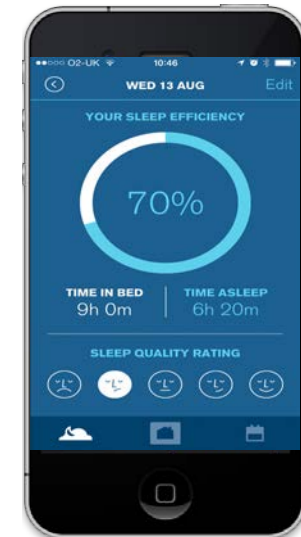 O2-UK 10:46
WED 13 AUG Edit
YOUR SLEEP EFFICIENCY
70%
TIME IN BED TIME ASLEEP
9h 0m 6h 20m
SLEEP QUALITY RATING